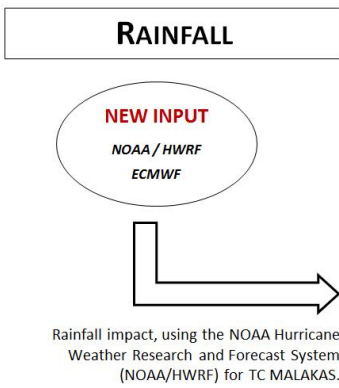 RAINFALL
NEW INPUT
NOAA / HWRF
ECMWF
Rainfall impact, using the NOAA Hurricane
Weather Research and Forecast System
(NOAA/HWRF) for TC MALAKAS.